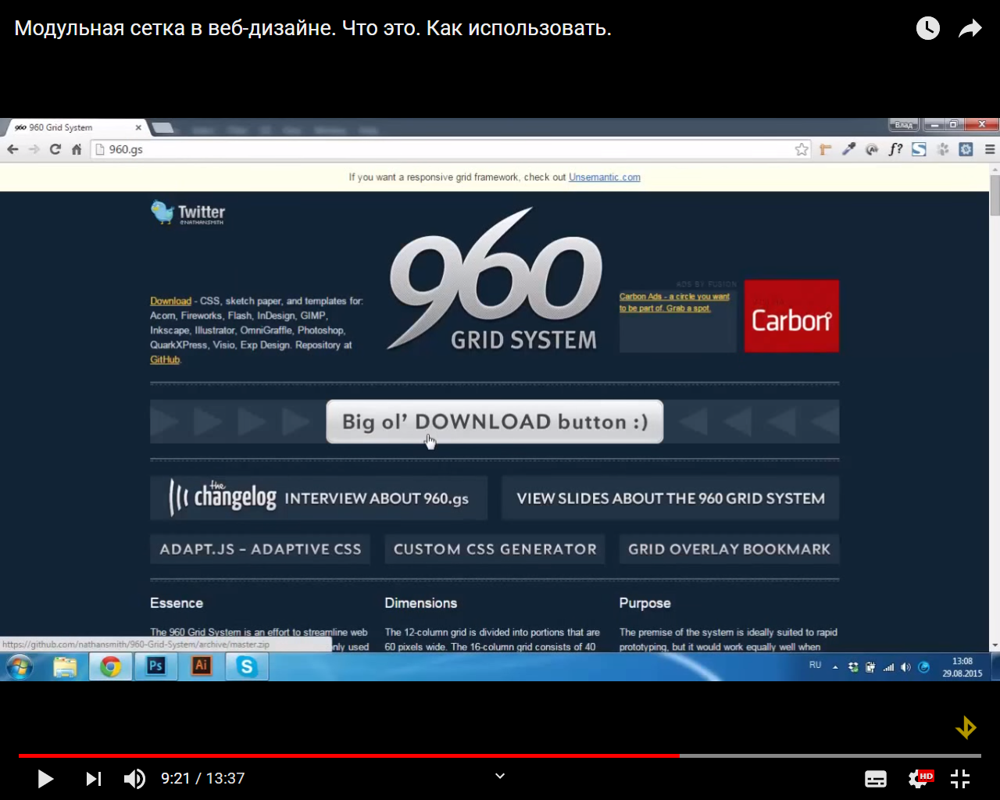 Модульная сетка в веб-дизайне. Что это. Как использовать.
960 960 Grid System
Влад
960.gs
f?
If you want a responsive grid framework, check out Unsemantic.com
Twitter
@NATHANSMITH
960
GRID SYSTEM
Download - CSS, sketch paper, and templates for:
Acorn, Fireworks, Flash, InDesign, GIMP,
Inkscape, Illustrator, OmniGraffle, Photoshop,
QuarkXPress, Visio, Exp Design. Repository at
GitHub.
ADS BY FUSION
Carbon Ads - a circle you want
to be part of. Grab a spot.
Carbon
Big ol’ DOWNLOAD button :)
the changelog INTERVIEW ABOUT 960.gs
VIEW SLIDES ABOUT THE 960 GRID SYSTEM
ADAPT.JS – ADAPTIVE CSS
CUSTOM CSS GENERATOR
GRID OVERLAY BOOKMARK
Essence
The 960 Grid System is an effort to streamline web
only used
Dimensions
The 12-column grid is divided into portions that are
60 pixels wide. The 16-column grid consists of 40
Purpose
The premise of the system is ideally suited to rapid
prototyping, but it would work equally well when
https://github.com/nathansmith/960-Grid-System/archive/master.zip
Ps
Ai
S
RU
13:08
29.08.2015
9:21 / 13:37
HD